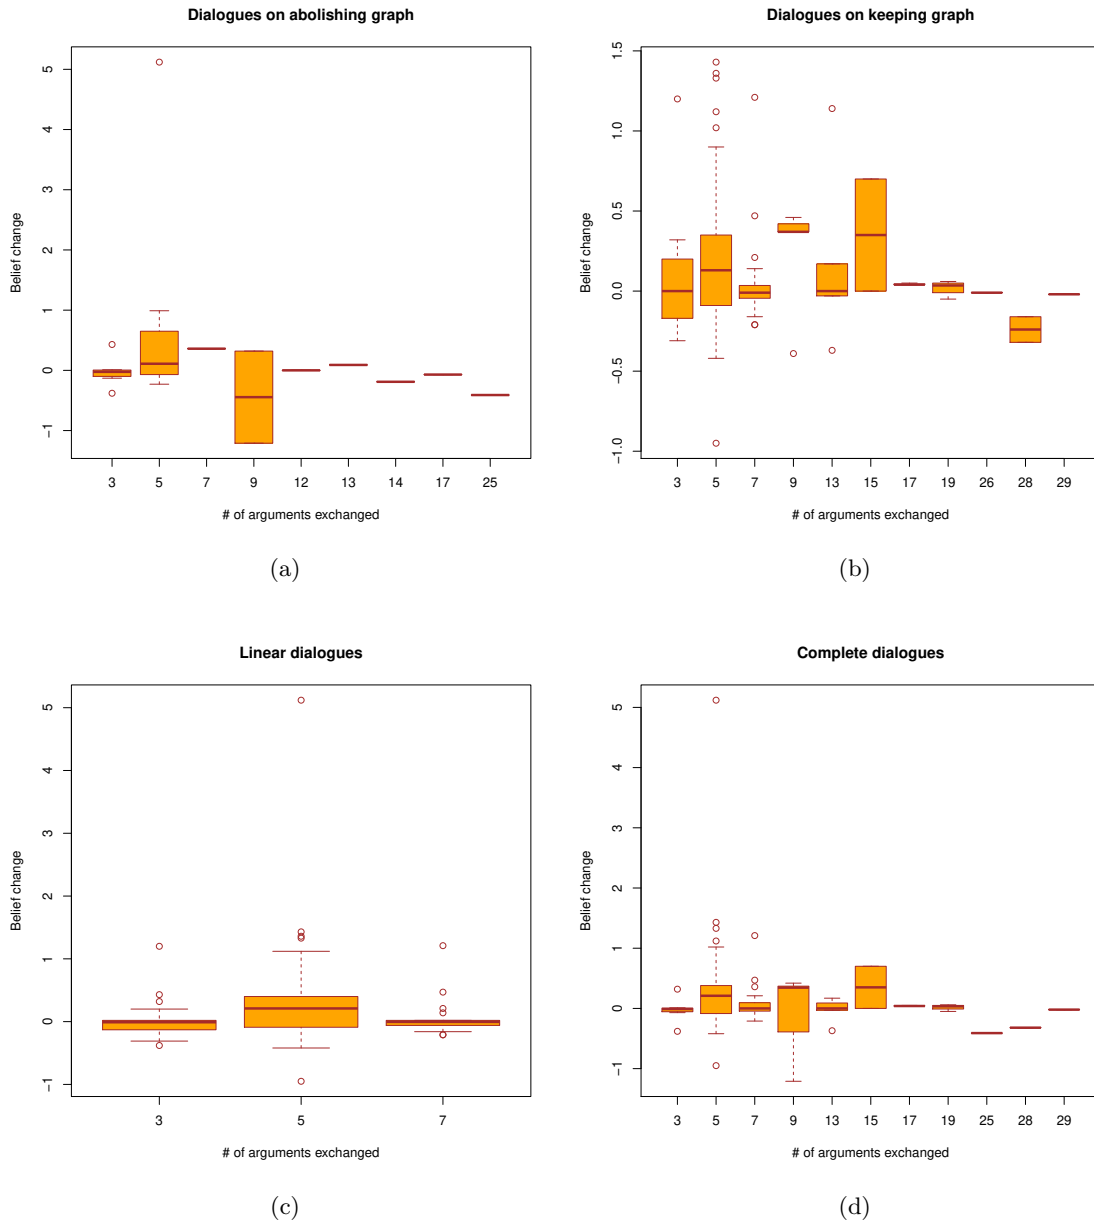 Dialogues on abolishing graph
Belief change
5
4
3
2
1
0
−1
3 5 7 9 12 13 14 17 25
# of arguments exchanged
(a)
Dialogues on keeping graph
Belief change
1.5
1.0
0.5
0.0
−0.5
−1.0
3 5 7 9 13 15 17 19 26 28 29
# of arguments exchanged
(b)
Linear dialogues
Belief change
5
4
3
2
1
0
−1
3 5 7
# of arguments exchanged
(c)
Complete dialogues
Belief change
5
4
3
2
1
0
−1
3 5 7 9 13 15 17 19 25 28 29
# of arguments exchanged
(d)